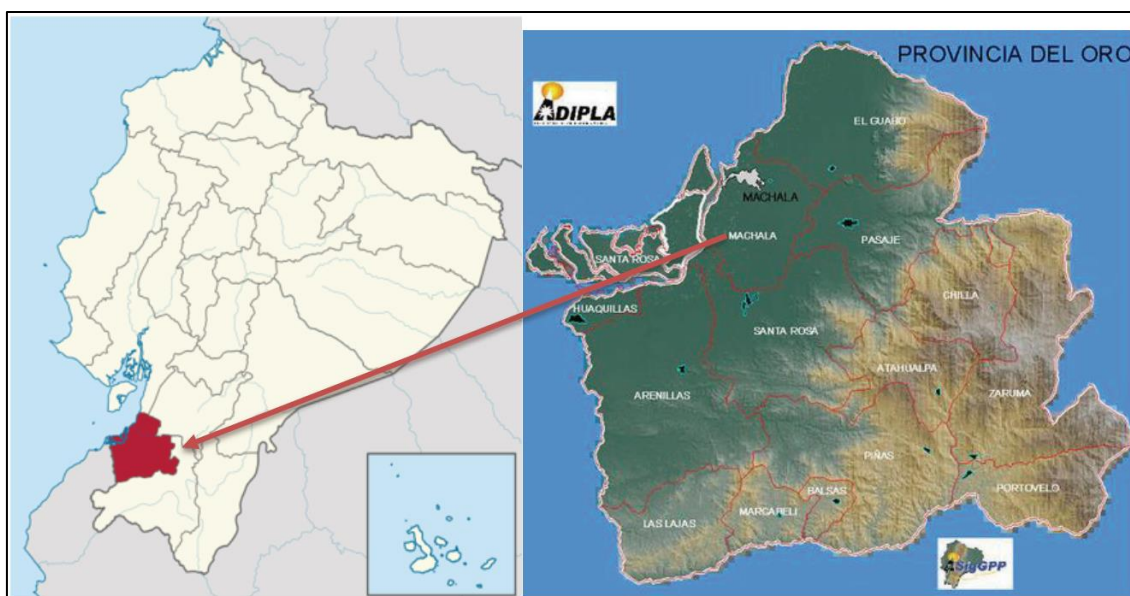 PROVINCIA DEL ORO
ADIPLA
EL GUABO
MACHALA
MACHALA
PASAJE
SANTA ROSA
CHILLA
HUAQUILLAS
SANTA ROSA
ATAHUALPA
ARENILLAS
ZARUMA
PIÑAS
BALSAS
PORTOVELO
MARCABELI
LAS LAJAS
SigGPP